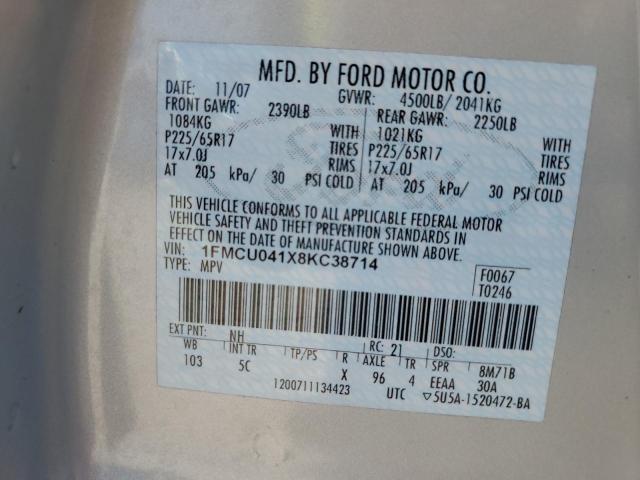 MFD. BY FORD MOTOR CO.
DATE: 11/07 GVWR: 4500LB/ 2041KG
FRONT GAWR: 2390LB REAR GAWR: 2250LB
1084KG WITH 1021KG WITH
P225/65R17 TIRES P225/65R17 TIRES
17x7.0J RIMS 17x7.0J RIMS
AT 205 kPa/ 30 PSI COLD AT 205 kPa/ 30 PSI COLD
THIS VEHICLE CONFORMS TO ALL APPLICABLE FEDERAL MOTOR
VEHICLE SAFETY AND THEFT PREVENTION STANDARDS IN
EFFECT ON THE DATE OF MANUFACTURE SHOWN ABOVE.
VIN: 1FMCU041X8KC38714
TYPE: MPV
F0067
T0246
EXT PNT: NH RC: 21 DSO:
WB INT TR TP/PS R AXLE TR SPR 8M71B
103 5C X 96 4 EEAA 30A
1200711134423 UTC ▽5U5A-1520472-BA